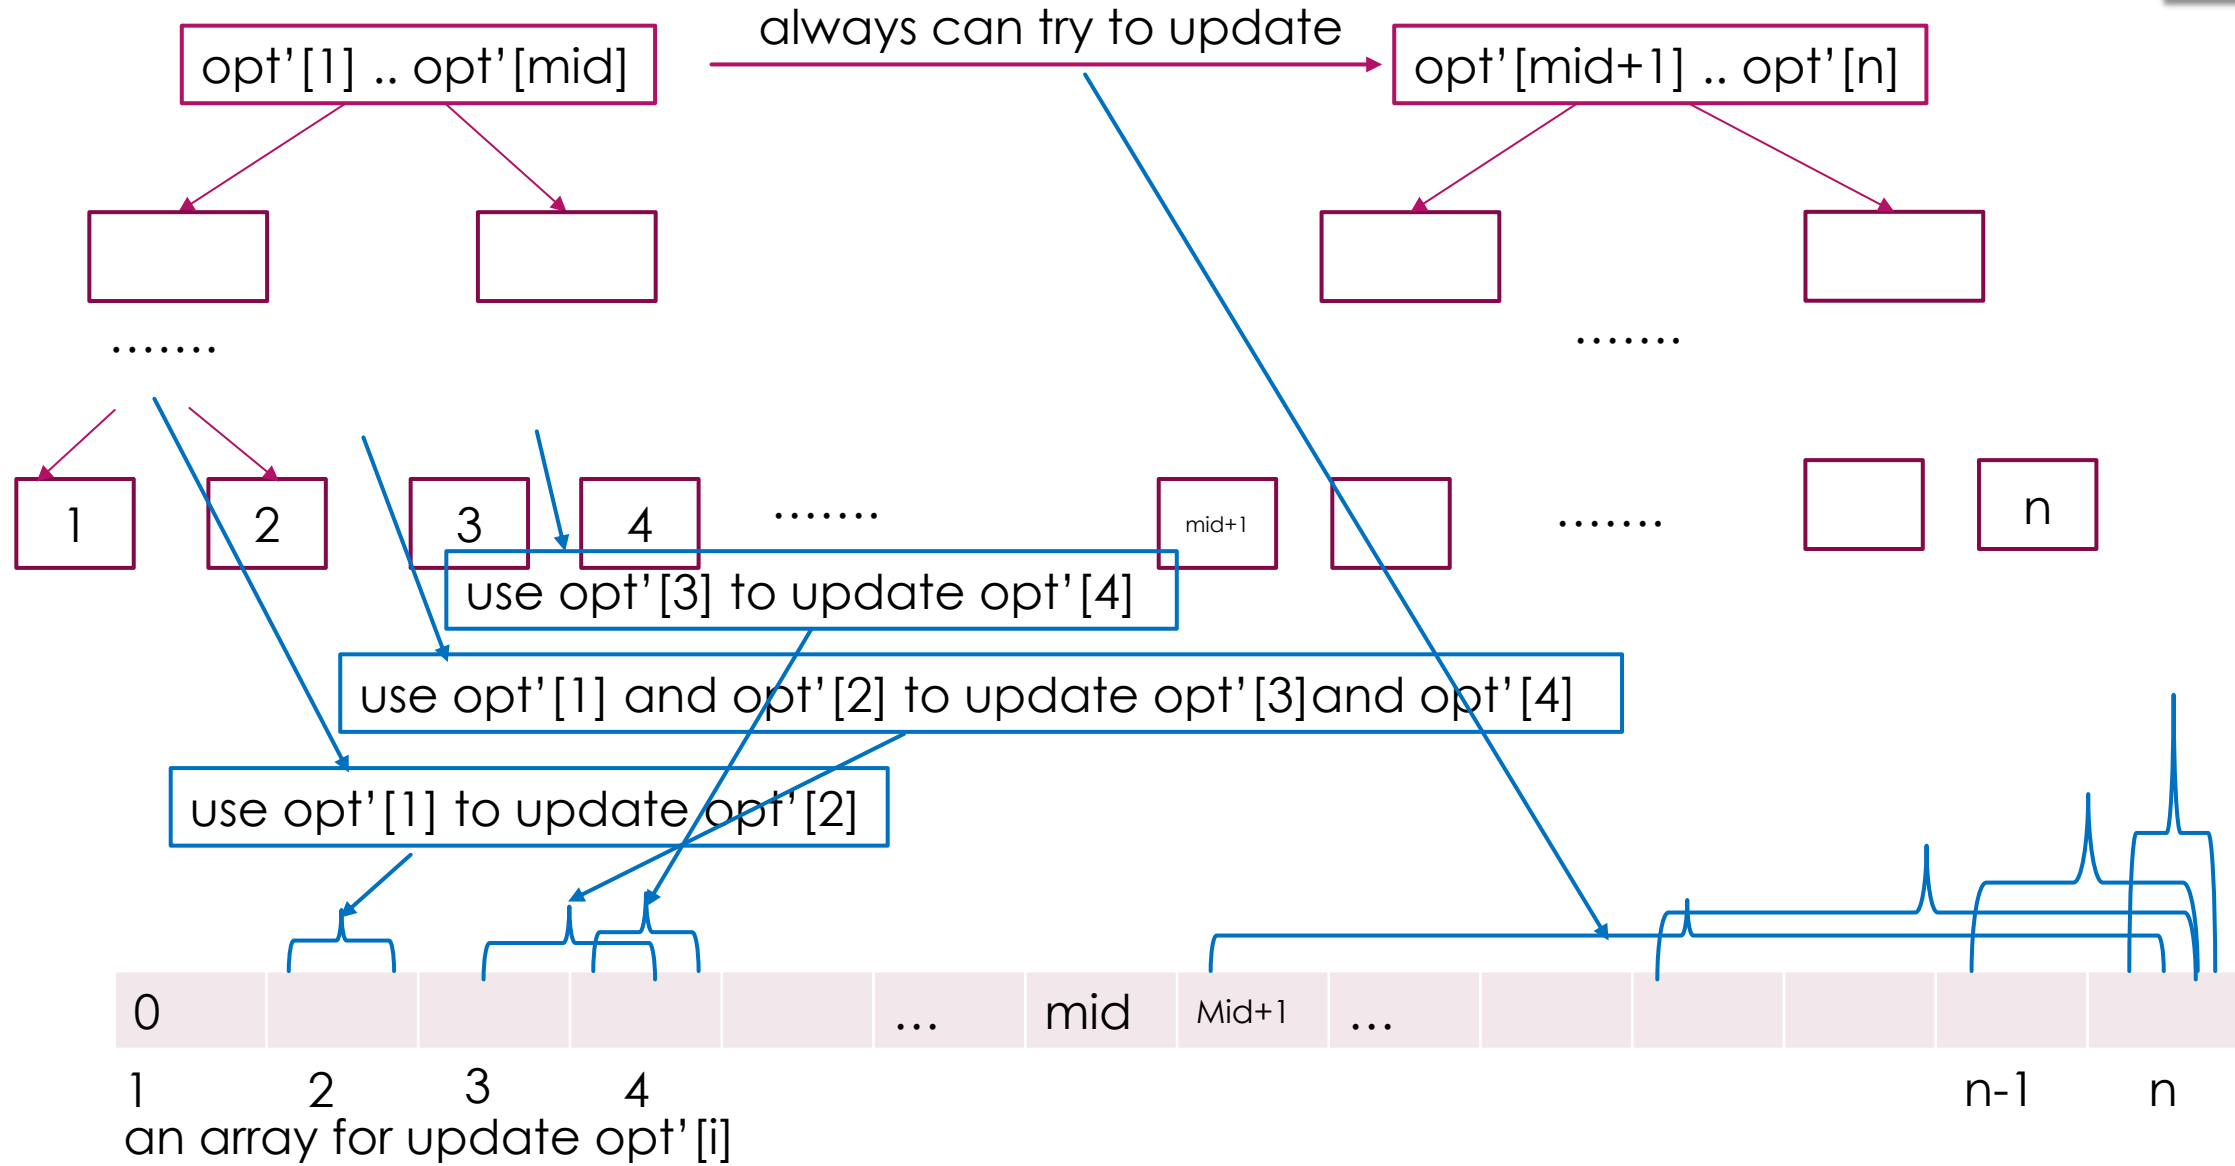 always can try to update
opt’[1] .. opt’[mid]
opt’[mid+1] .. opt’[n]
.......
.......
1
2
3
4
.......
mid+1
.......
n
use opt’[3] to update opt’[4]
use opt’[1] and opt’[2] to update opt’[3]and opt’[4]
use opt’[1] to update opt’[2]
0
...
mid
Mid+1
...
1
2
3
4
n-1
n
an array for update opt’[i]